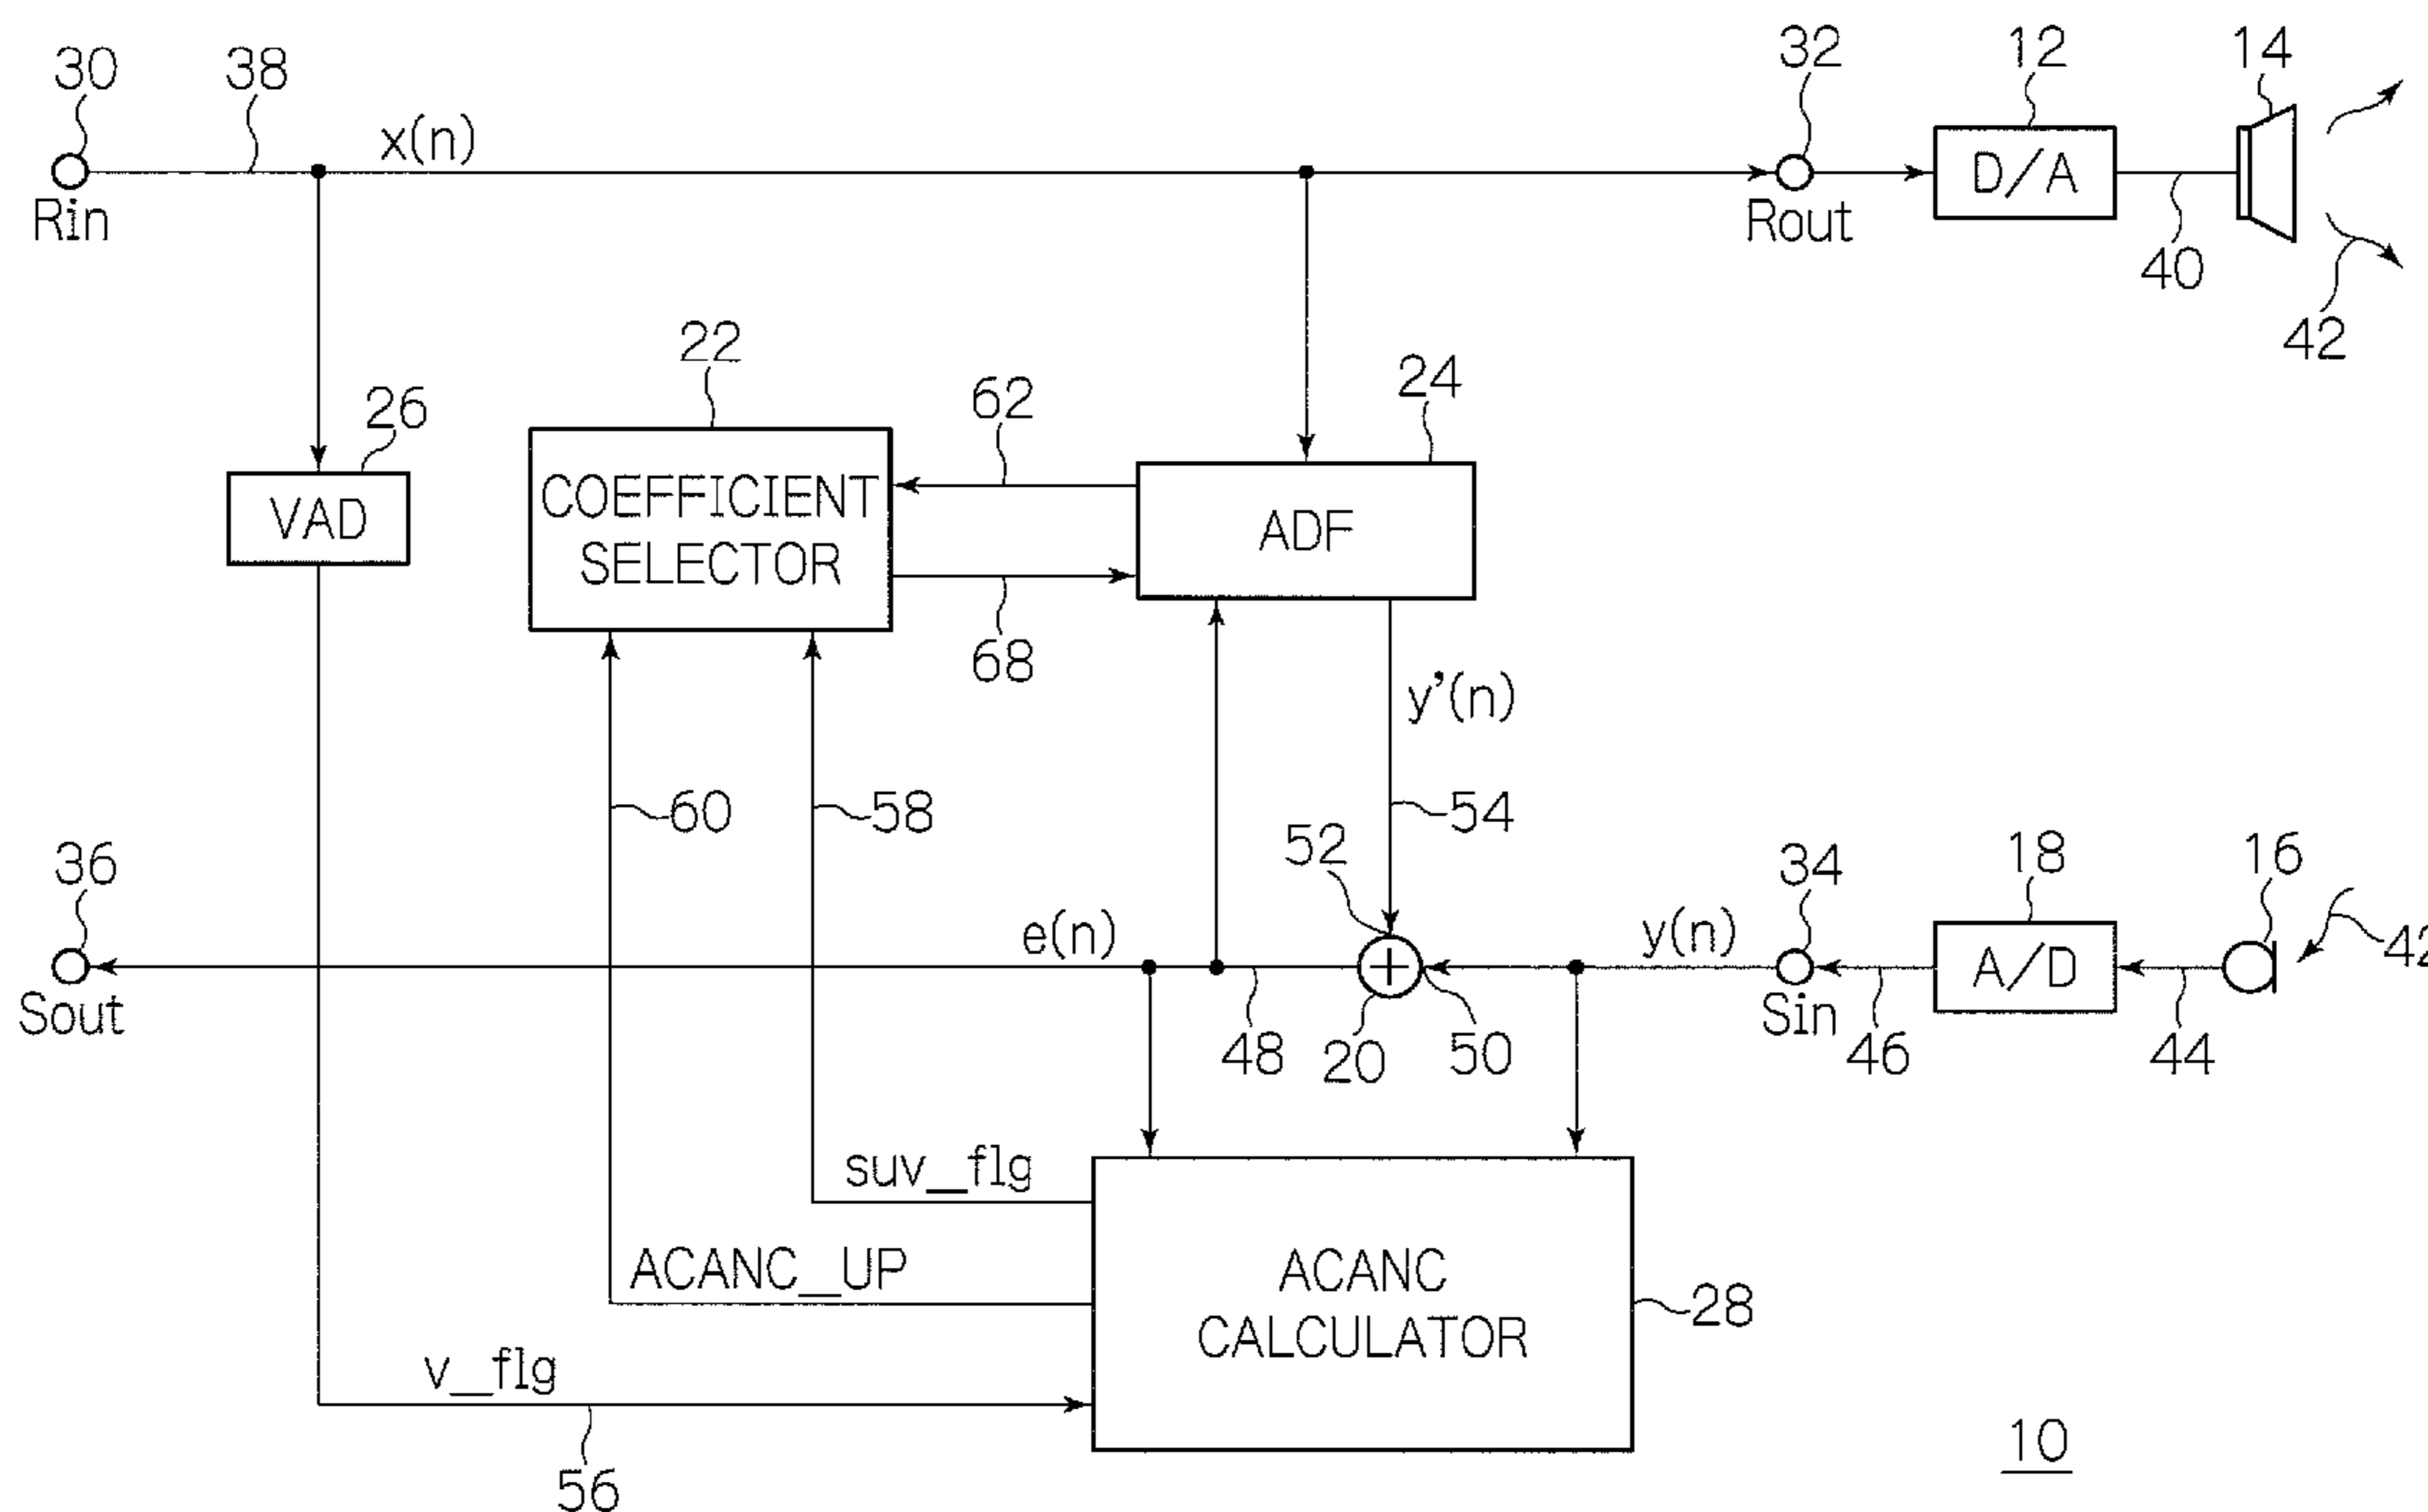 30
38
x(n)
32
12
14
Rin
Rout
D/A
40
42
22
62
24
26
COEFFICIENT
SELECTOR
VAD
ADF
68
y'(n)
60
58
54
52
36
34
18
16
e(n)
y(n)
42
A/D
Sout
Sin
48
20
50
46
44
suv_flg
ACANC_UP
ACANC
CALCULATOR
28
v_flg
56
10